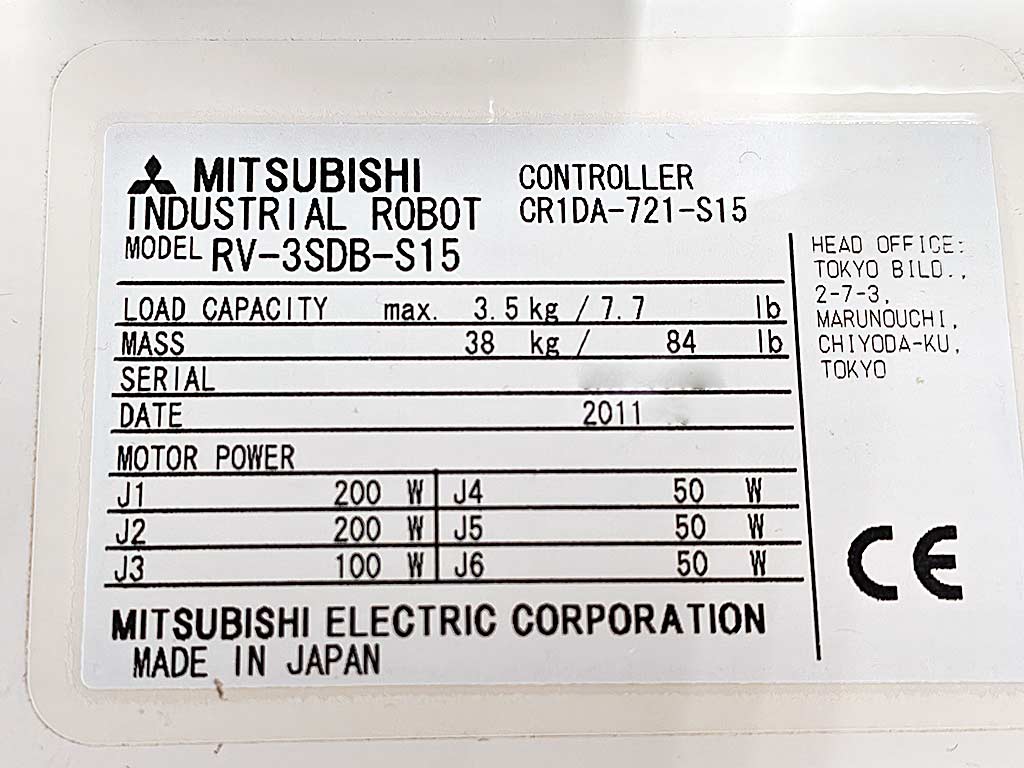 MITSUBISHI
INDUSTRIAL ROBOT
MODEL RV-3SDB-S15
CONTROLLER
CR1DA-721-S15
LOAD CAPACITY max. 3.5 kg / 7.7 lb
MASS 38 kg / 84 lb
SERIAL
DATE 2011
MOTOR POWER
J1 200 W J4 50 W
J2 200 W J5 50 W
J3 100 W J6 50 W
MITSUBISHI ELECTRIC CORPORATION
MADE IN JAPAN
HEAD OFFICE:
TOKYO BILD.,
2-7-3,
MARUNOUCHI,
CHIYODA-KU,
TOKYO
CE